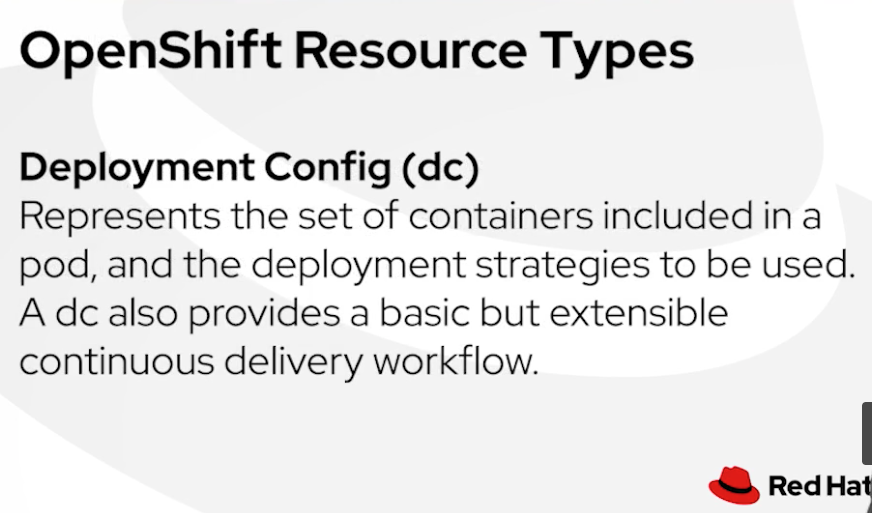 OpenShift Resource Types
Deployment Config (dc)
Represents the set of containers included in a
pod, and the deployment strategies to be used.
A dc also provides a basic but extensible
continuous delivery workflow.
Red Hat